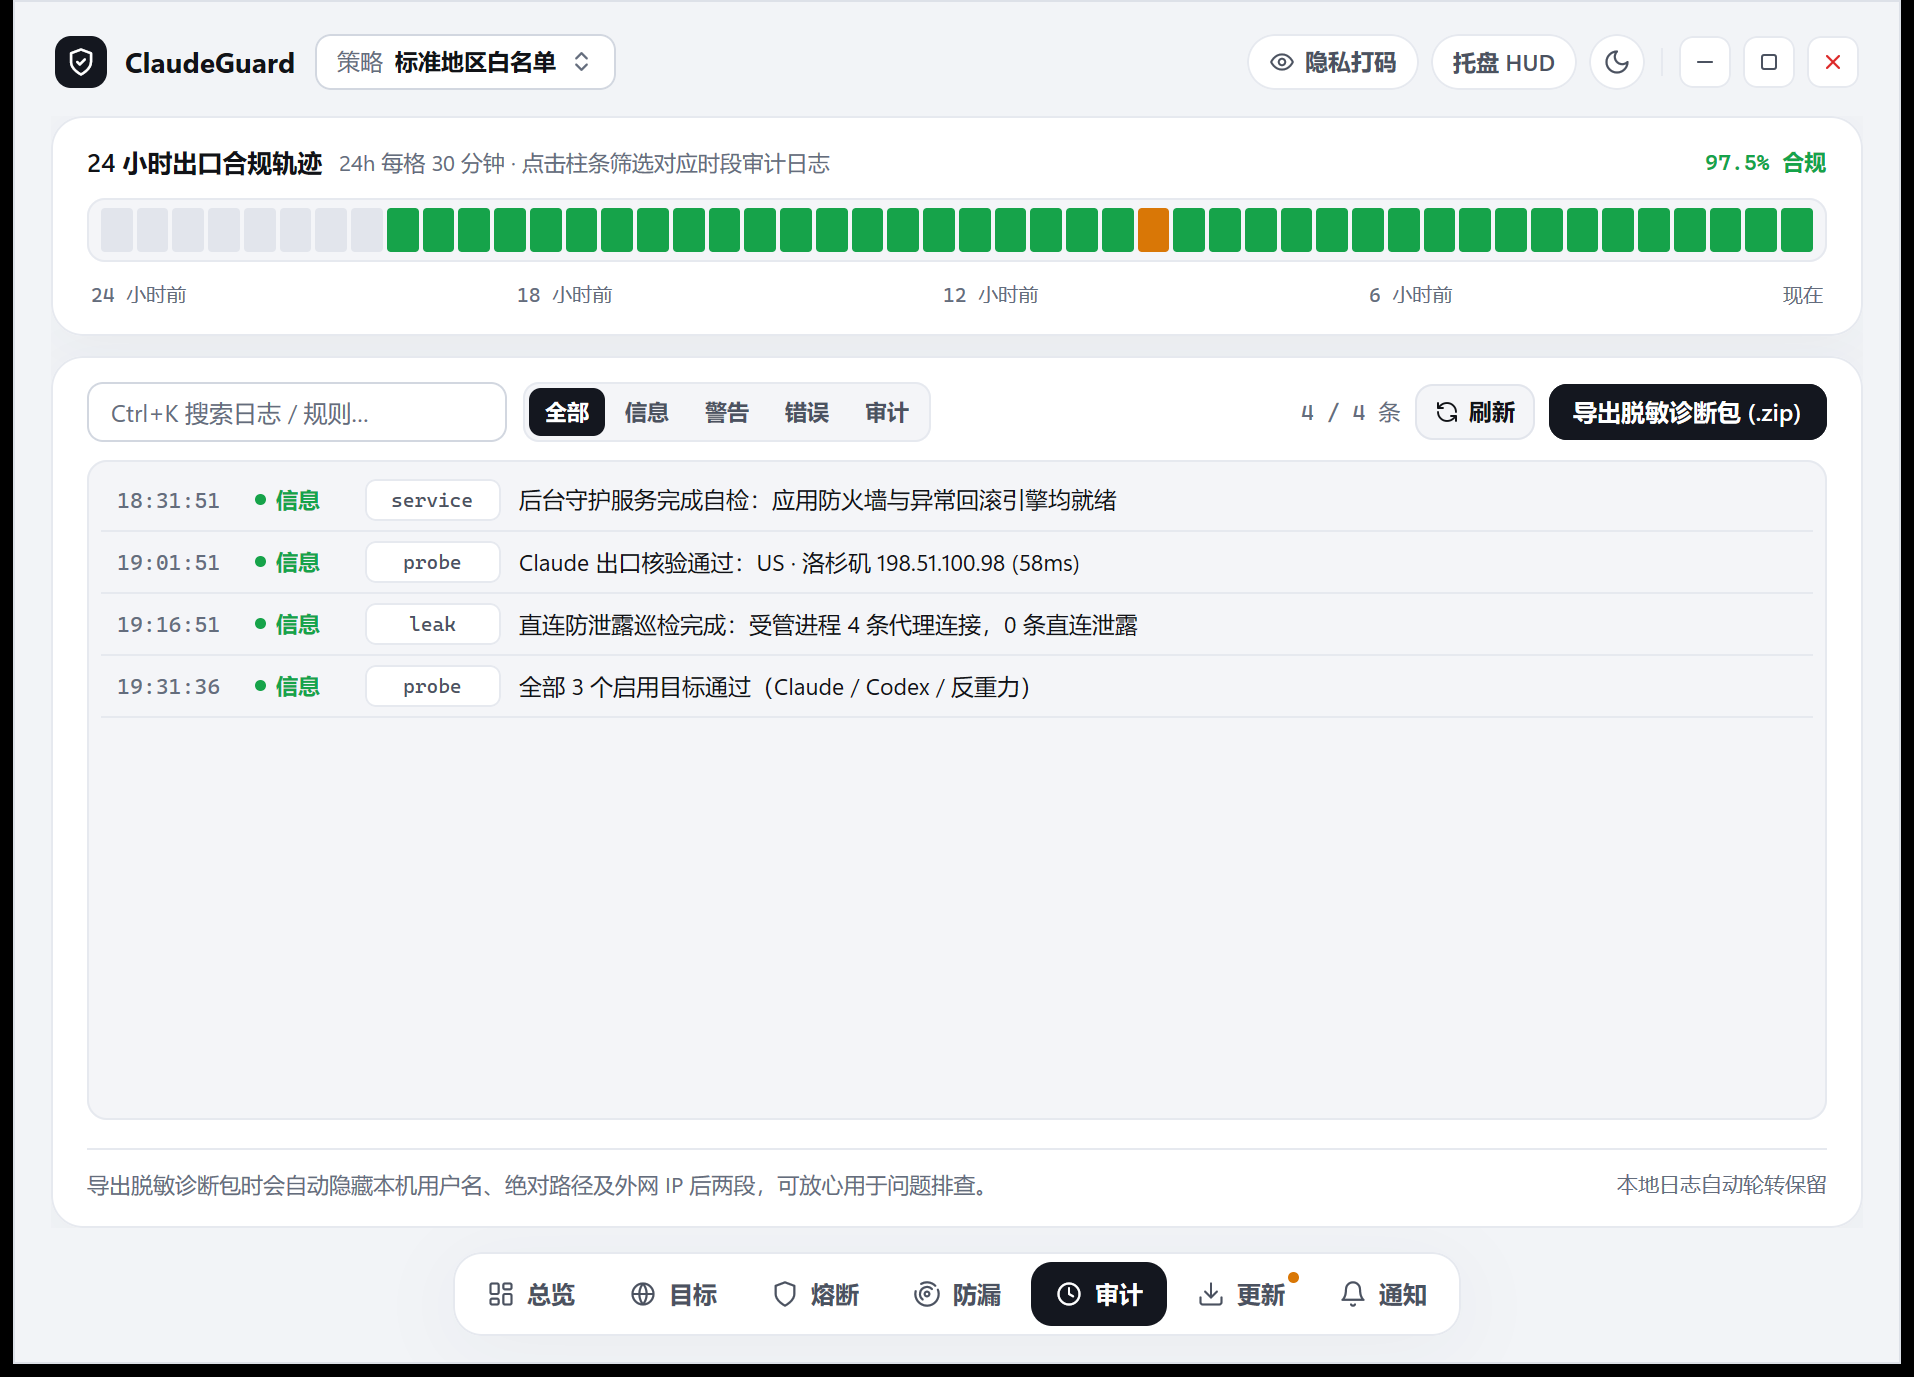 ClaudeGuard 策略 标准地区白名单 隐私打码 托盘 HUD
24 小时出口合规轨迹 24h 每格 30 分钟 · 点击柱条筛选对应时段审计日志 97.5% 合规
24 小时前 18 小时前 12 小时前 6 小时前 现在
Ctrl+K 搜索日志 / 规则... 全部 信息 警告 错误 审计 4 / 4 条 刷新 导出脱敏诊断包 (.zip)
18:31:51 信息 service 后台守护服务完成自检：应用防火墙与异常回滚引擎均就绪
19:01:51 信息 probe Claude 出口核验通过：US · 洛杉矶 198.51.100.98 (58ms)
19:16:51 信息 leak 直连防泄露巡检完成：受管进程 4 条代理连接，0 条直连泄露
19:31:36 信息 probe 全部 3 个启用目标通过（Claude / Codex / 反重力）
导出脱敏诊断包时会自动隐藏本机用户名、绝对路径及外网 IP 后两段，可放心用于问题排查。 本地日志自动轮转保留
总览 目标 熔断 防漏 审计 更新 通知